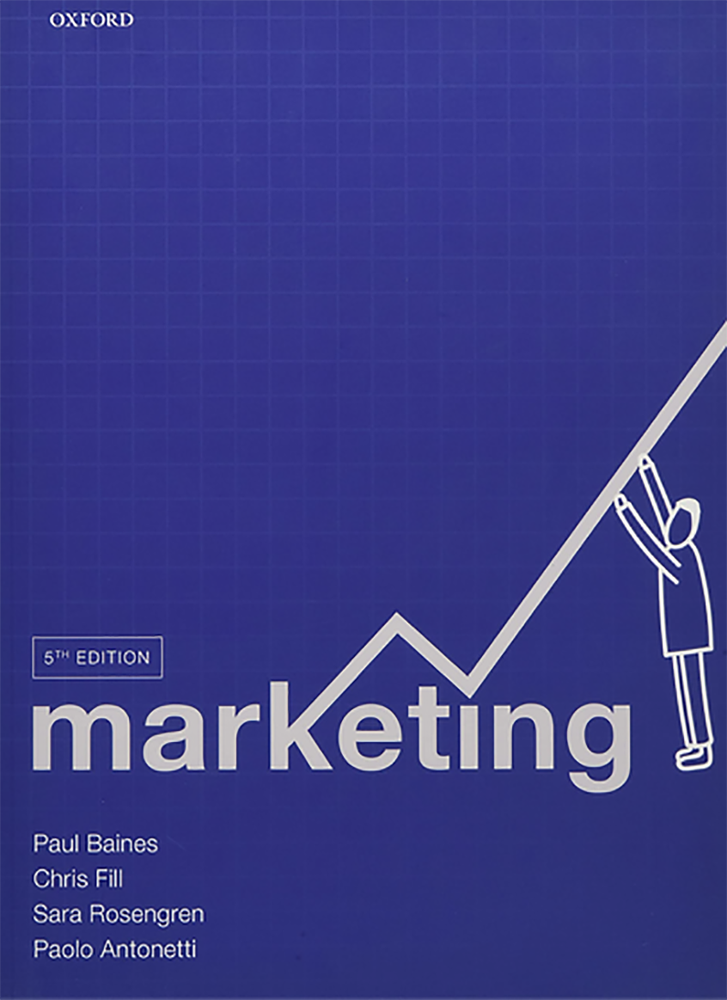 OXFORD
5TH EDITION
marketing
Paul Baines
Chris Fill
Sara Rosengren
Paolo Antonetti